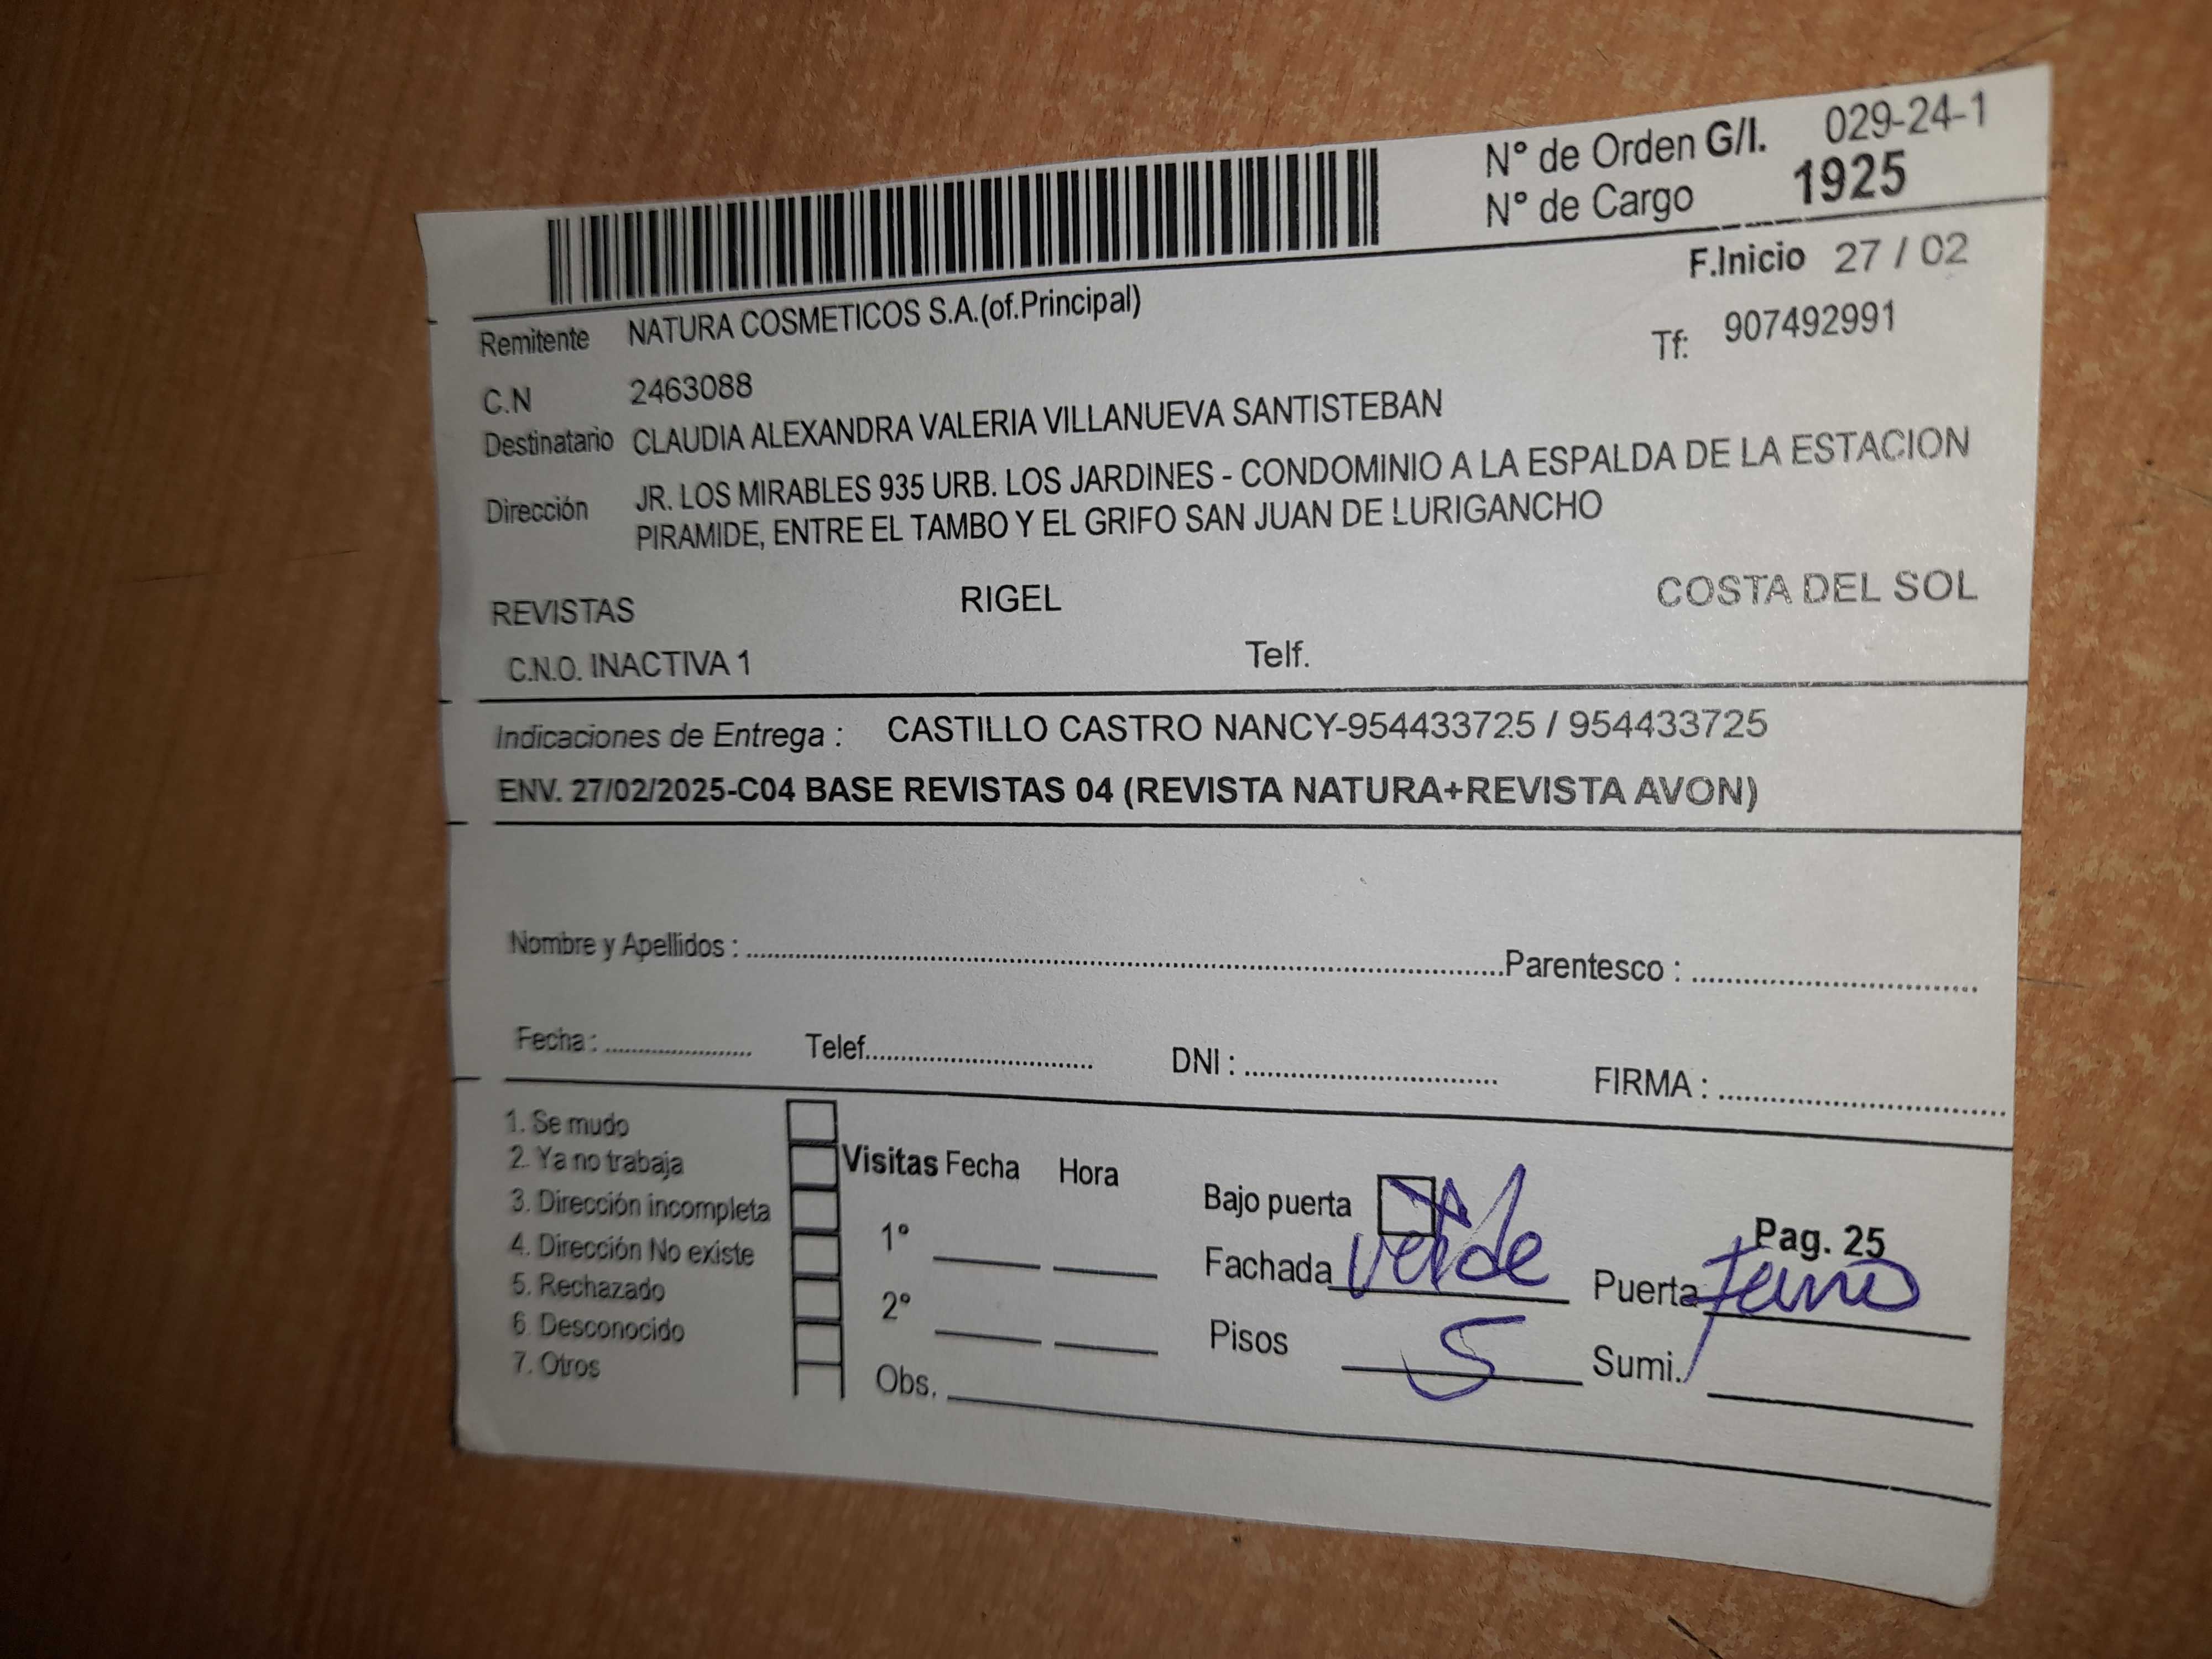 N° de Orden G/I. 029-24-1
N° de Cargo 1925
F.Inicio 27 / 02
Remitente NATURA COSMETICOS S.A.(of.Principal)
Tf: 907492991
C.N 2463088
Destinatario CLAUDIA ALEXANDRA VALERIA VILLANUEVA SANTISTEBAN
Dirección JR. LOS MIRABLES 935 URB. LOS JARDINES - CONDOMINIO A LA ESPALDA DE LA ESTACION
PIRAMIDE, ENTRE EL TAMBO Y EL GRIFO SAN JUAN DE LURIGANCHO
REVISTAS RIGEL COSTA DEL SOL
C.N.O. INACTIVA 1 Telf.
Indicaciones de Entrega : CASTILLO CASTRO NANCY-954433725 / 954433725
ENV. 27/02/2025-C04 BASE REVISTAS 04 (REVISTA NATURA+REVISTA AVON)
Nombre y Apellidos : Parentesco :
Fecha : Telef. DNI : FIRMA :
1. Se mudo
2. Ya no trabaja
3. Dirección incompleta
4. Dirección No existe
5. Rechazado
6. Desconocido
7. Otros
Visitas Fecha Hora
1°
2°
Obs.
Bajo puerta
Pag. 25
Fachada verde Puerta
Pisos 5 Sumi.